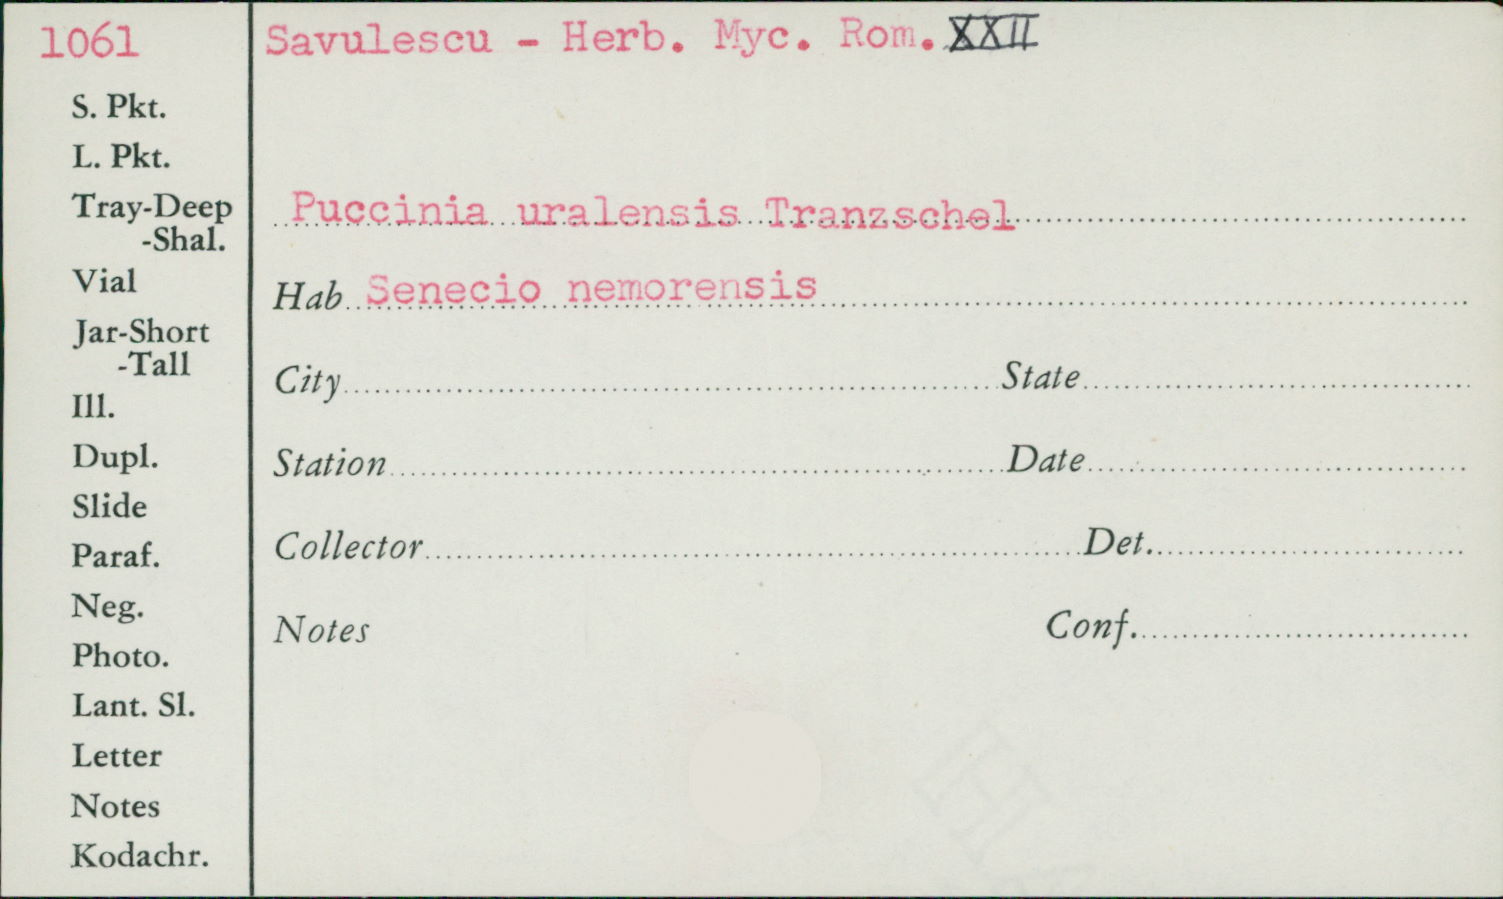 1061
Savulescu - Herb. Myc. Rom. XXII
S. Pkt.
L. Pkt.
Tray-Deep
-Shal.
Vial
Jar-Short
-Tall
Ill.
Dupl.
Slide
Paraf.
Neg.
Photo.
Lant. Sl.
Letter
Notes
Kodachr.
Puccinia uralensis Tranzschel
Hab Senecio nemorensis
City State
Station Date
Collector Det.
Notes Conf.